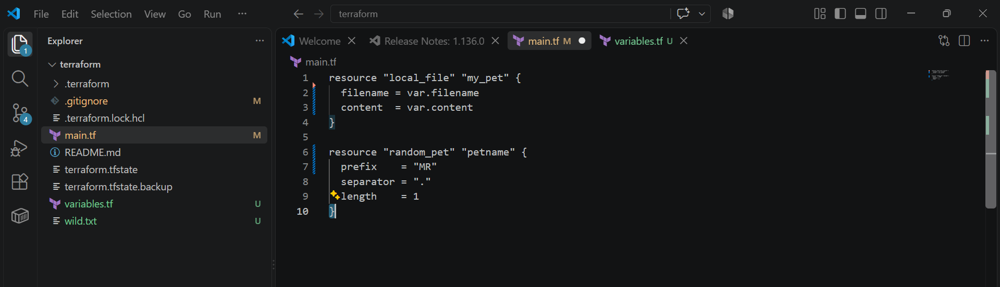 File Edit Selection View Go Run ··· terraform
Explorer ···
Welcome Release Notes: 1.136.0 main.tf M variables.tf U ···
terraform
.terraform
.gitignore M
.terraform.lock.hcl
main.tf M
README.md
terraform.tfstate
terraform.tfstate.backup
variables.tf U
wild.txt U
1
4
main.tf
1 resource "local_file" "my_pet" {
2 filename = var.filename
3 content  = var.content
4 }
5
6 resource "random_pet" "petname" {
7 prefix    = "MR"
8 separator = "."
9 length    = 1
10 }